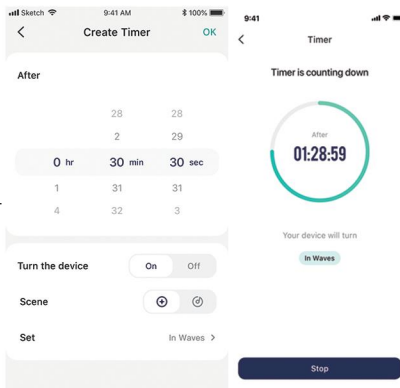 Sketch 9:41 AM 100%
Create Timer OK
After
28 28
2 29
0 hr 30 min 30 sec
1 31 31
4 32 3
Turn the device On Off
Scene
Set In Waves
9:41
Timer
Timer is counting down
After
01:28:59
Your device will turn
In Waves
Stop